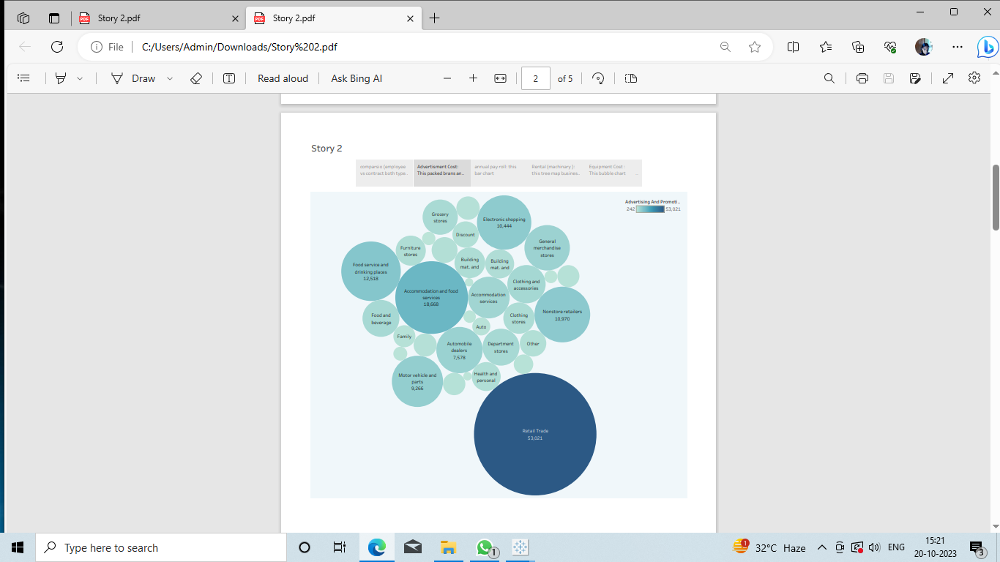 Story 2.pdf
Story 2.pdf
File
C:/Users/Admin/Downloads/Story%202.pdf
Draw
Read aloud
Ask Bing AI
2
of 5
Story 2
comparsio (employee
vs contract both type..
Advertisment Cost:
This packed brans an..
annual pay roll: this
bar chart
Rental (machinary ):
this tree map busines..
Equipment Cost :
This bubble chart
...
Advertising And Promoti..
242
53,021
Grocery
stores
Electronic shopping
10,444
Discount
General
merchandise
stores
Furniture
stores
Building
mat. and
Building
mat. and
Food service and
drinking places
12,518
Clothing and
accessories
Accommodation and food
services
18,668
Accommodation
services
Nonstore retailers
10,970
Food and
beverage
Clothing
stores
Auto
Family
Automobile
dealers
7,578
Department
stores
Other
Motor vehicle and
parts
9,266
Health and
personal
Retail Trade
53,021
Type here to search
1
1
32°C Haze
ENG
15:21
20-10-2023
3